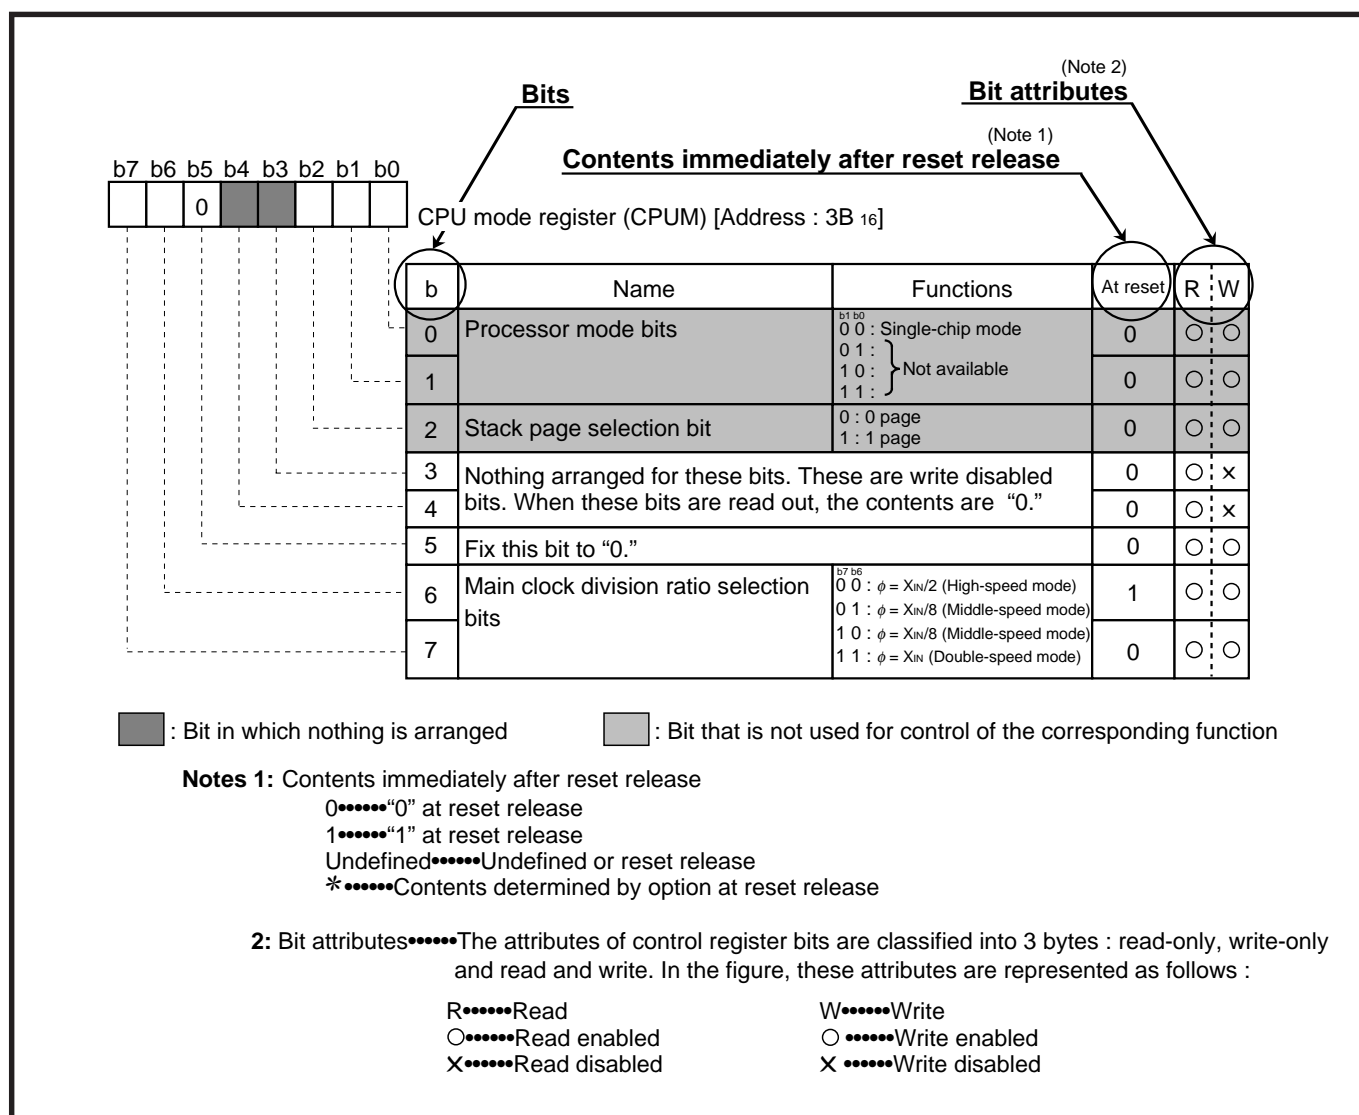 (Note 2)
Bits
Bit attributes
(Note 1)
Contents immediately after reset release
b7 b6 b5 b4 b3 b2 b1 b0
0
CPU mode register (CPUM) [Address : 3B 16]
b Name Functions At reset R W
0 Processor mode bits b1 b0 0 ○ ○
0 0 : Single-chip mode
0 1 :
1 0 : Not available
1 1 :
1 0 ○ ○
2 Stack page selection bit 0 : 0 page 0 ○ ○
1 : 1 page
3 Nothing arranged for these bits. These are write disabled 0 ○ ×
4 bits. When these bits are read out, the contents are “0.” 0 ○ ×
5 Fix this bit to “0.” 0 ○ ○
6 Main clock division ratio selection b7 b6 1 ○ ○
bits 0 0 : ϕ = XIN/2 (High-speed mode)
0 1 : ϕ = XIN/8 (Middle-speed mode)
7 1 0 : ϕ = XIN/8 (Middle-speed mode) 0 ○ ○
1 1 : ϕ = XIN (Double-speed mode)
: Bit in which nothing is arranged : Bit that is not used for control of the corresponding function
Notes 1: Contents immediately after reset release
0••••••“0” at reset release
1••••••“1” at reset release
Undefined••••••Undefined or reset release
*••••••Contents determined by option at reset release
2: Bit attributes••••••The attributes of control register bits are classified into 3 bytes : read-only, write-only
and read and write. In the figure, these attributes are represented as follows :
R••••••Read W••••••Write
○••••••Read enabled ○ ••••••Write enabled
×••••••Read disabled × ••••••Write disabled